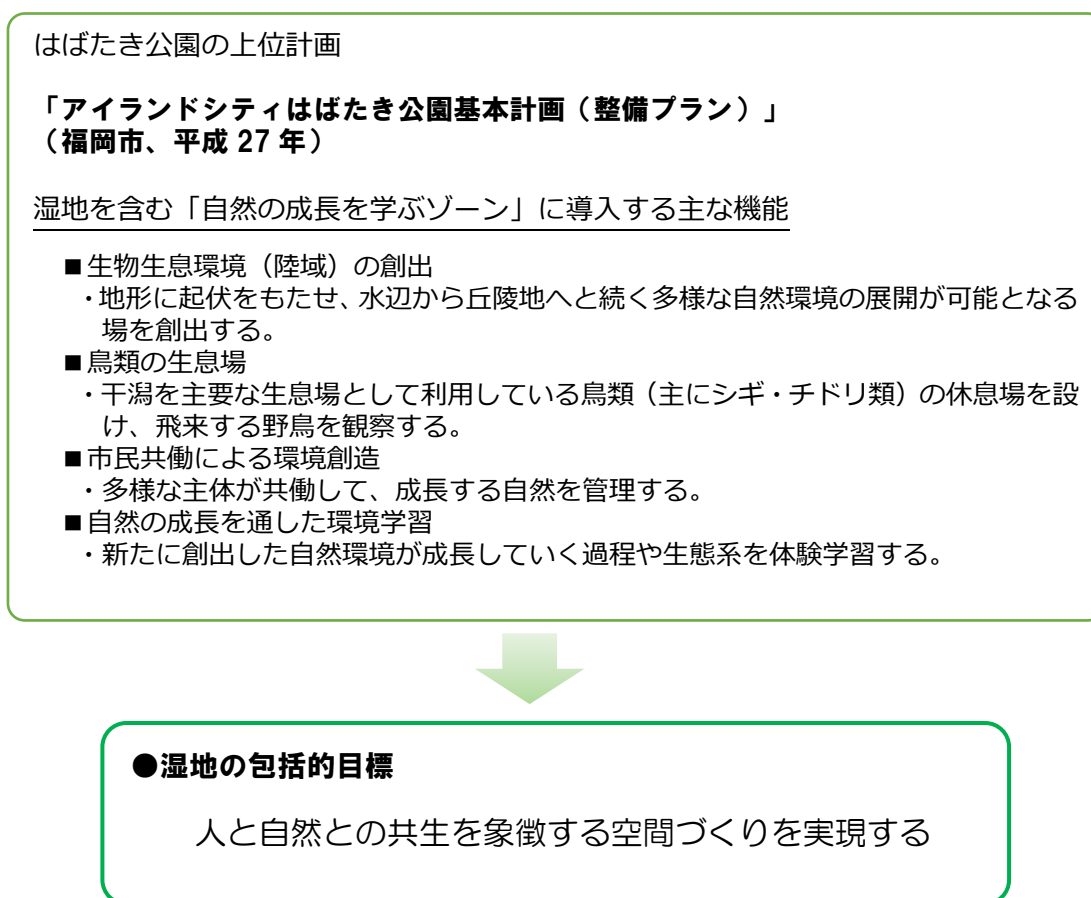 はばたき公園の上位計画
「アイランドシティはばたき公園基本計画（整備プラン）」
（福岡市、平成 27 年）
湿地を含む「自然の成長を学ぶゾーン」に導入する主な機能
■生物生息環境（陸域）の創出
・地形に起伏をもたせ、水辺から丘陵地へと続く多様な自然環境の展開が可能となる
場を創出する。
■鳥類の生息場
・干潟を主要な生息場として利用している鳥類（主にシギ・チドリ類）の休息場を設
け、飛来する野鳥を観察する。
■市民共働による環境創造
・多様な主体が共働して、成長する自然を管理する。
■自然の成長を通した環境学習
・新たに創出した自然環境が成長していく過程や生態系を体験学習する。
●湿地の包括的目標
人と自然との共生を象徴する空間づくりを実現する